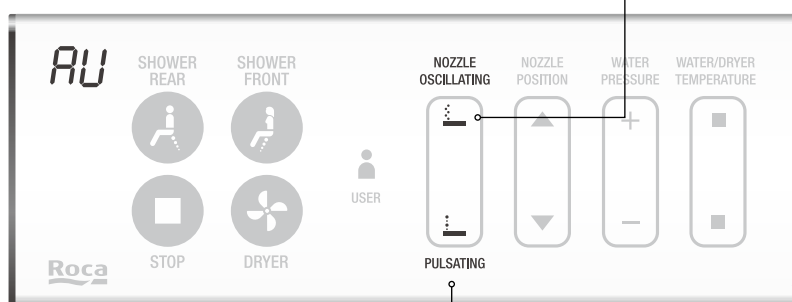 AU
SHOWER
REAR
SHOWER
FRONT
NOZZLE
OSCILLATING
NOZZLE
POSITION
WATER
PRESSURE
WATER/DRYER
TEMPERATURE
USER
STOP
DRYER
PULSATING
Roca